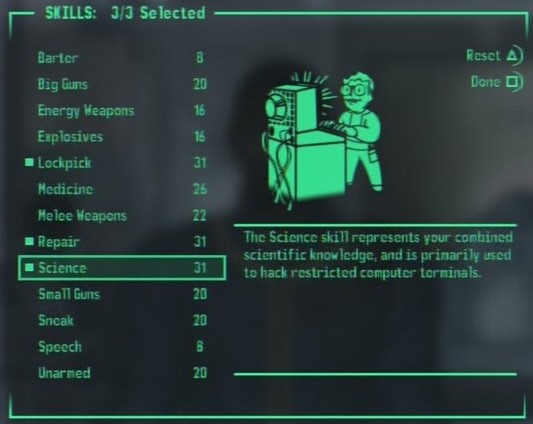 SKILLS: 3/3 Selected
Reset
Done
Barter 8
Big Guns 20
Energy Weapons 16
Explosives 16
Lockpick 31
Medicine 26
Melee Weapons 22
Repair 31
Science 31
Small Guns 20
Sneak 20
Speech 8
Unarmed 20
The Science skill represents your combined
scientific knowledge, and is primarily used
to hack restricted computer terminals.